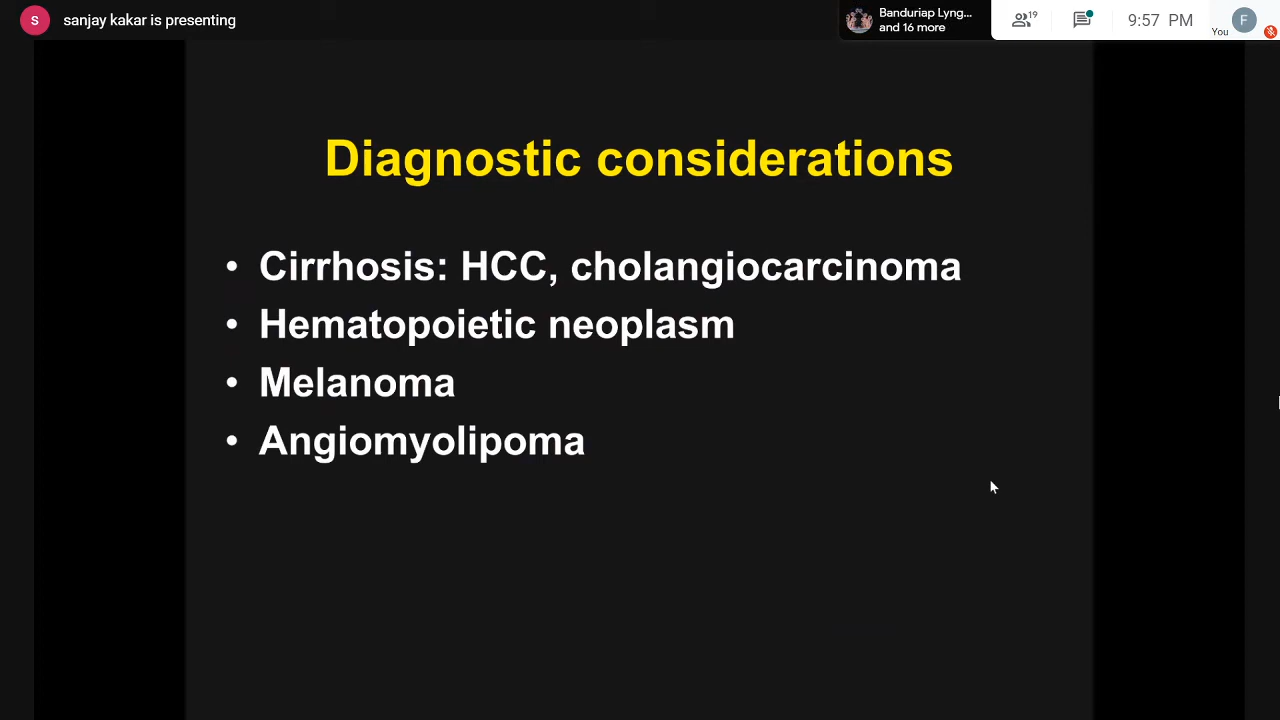 S sanjay kakar is presenting
Banduriap Lyng...
and 16 more
19
9:57 PM
You
F
Diagnostic considerations
• Cirrhosis: HCC, cholangiocarcinoma
• Hematopoietic neoplasm
• Melanoma
• Angiomyolipoma